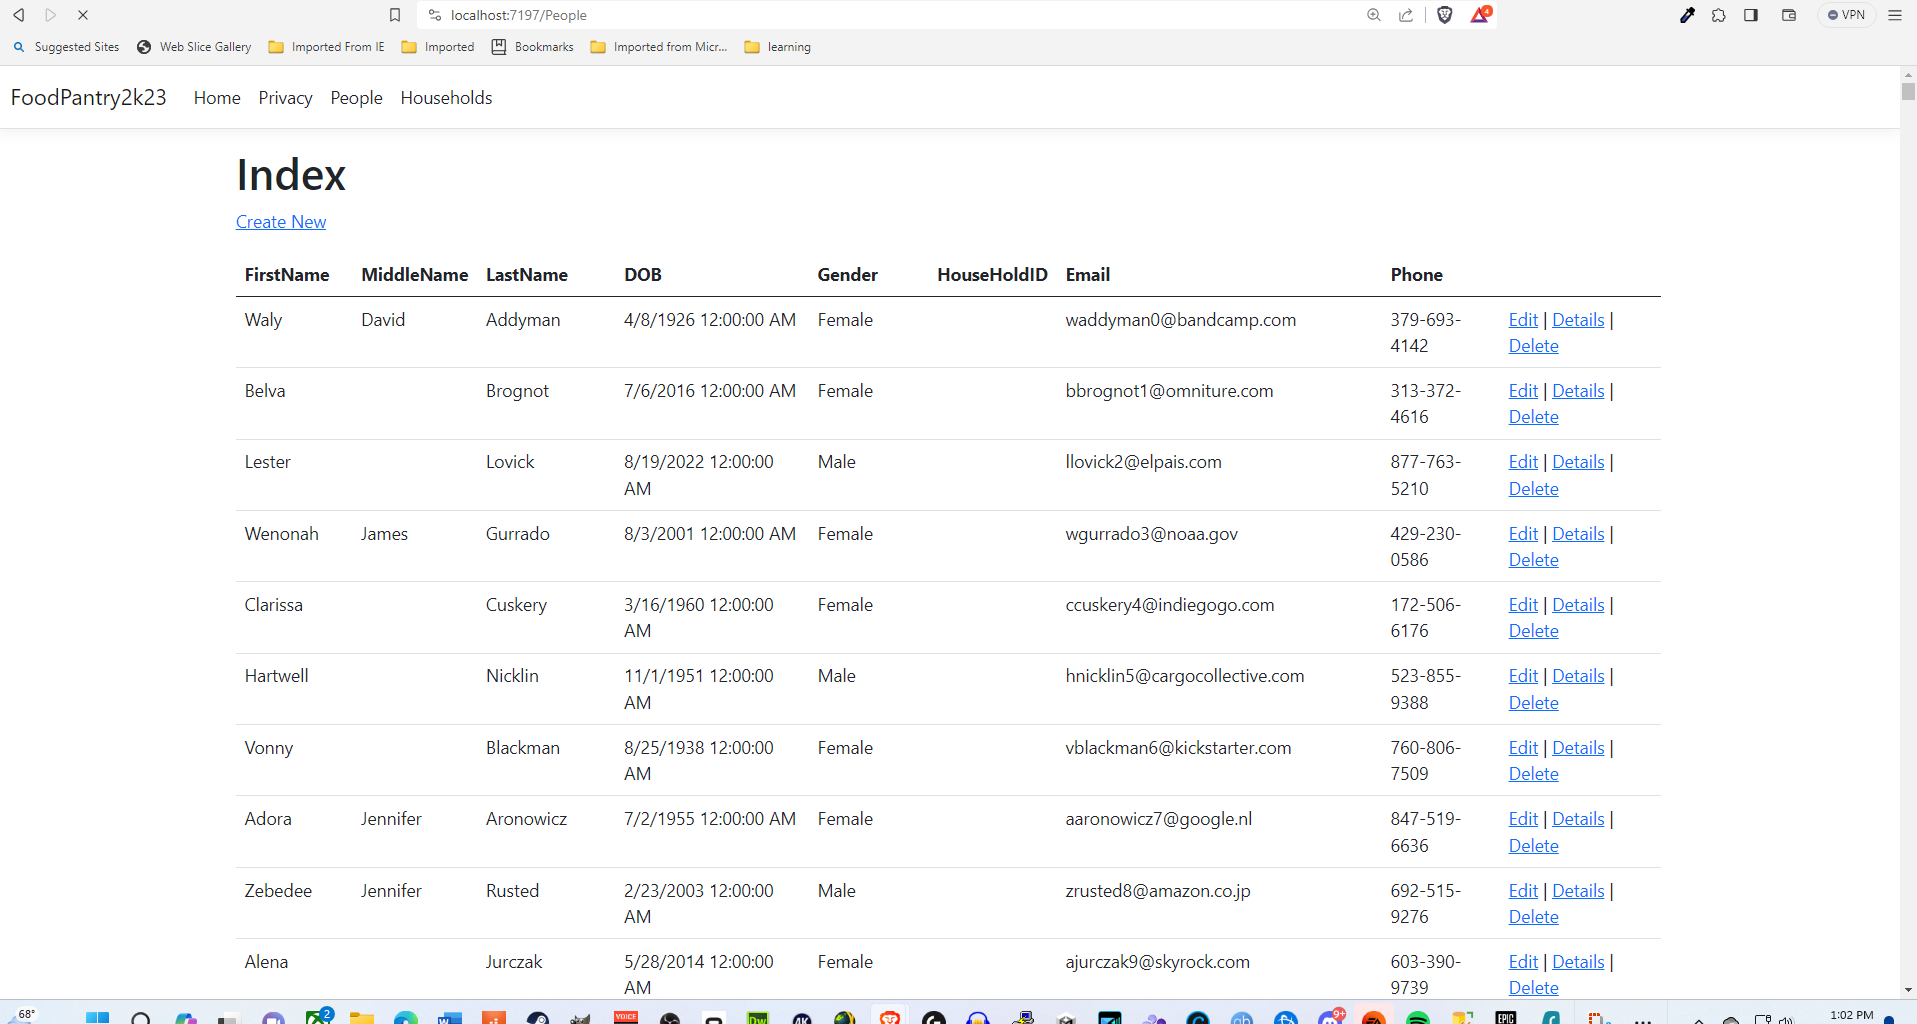 localhost:7197/People
4
VPN
Suggested Sites Web Slice Gallery Imported From IE Imported Bookmarks Imported from Micr... learning
FoodPantry2k23 Home Privacy People Households
Index
Create New
FirstName MiddleName LastName DOB Gender HouseHoldID Email Phone
Waly David Addyman 4/8/1926 12:00:00 AM Female waddyman0@bandcamp.com 379-693-
4142
Edit | Details |
Delete
Belva Brognot 7/6/2016 12:00:00 AM Female bbrognot1@omniture.com 313-372-
4616
Edit | Details |
Delete
Lester Lovick 8/19/2022 12:00:00
AM
Male llovick2@elpais.com 877-763-
5210
Edit | Details |
Delete
Wenonah James Gurrado 8/3/2001 12:00:00 AM Female wgurrado3@noaa.gov 429-230-
0586
Edit | Details |
Delete
Clarissa Cuskery 3/16/1960 12:00:00
AM
Female ccuskery4@indiegogo.com 172-506-
6176
Edit | Details |
Delete
Hartwell Nicklin 11/1/1951 12:00:00
AM
Male hnicklin5@cargocollective.com 523-855-
9388
Edit | Details |
Delete
Vonny Blackman 8/25/1938 12:00:00
AM
Female vblackman6@kickstarter.com 760-806-
7509
Edit | Details |
Delete
Adora Jennifer Aronowicz 7/2/1955 12:00:00 AM Female aaronowicz7@google.nl 847-519-
6636
Edit | Details |
Delete
Zebedee Jennifer Rusted 2/23/2003 12:00:00
AM
Male zrusted8@amazon.co.jp 692-515-
9276
Edit | Details |
Delete
Alena Jurczak 5/28/2014 12:00:00
AM
Female ajurczak9@skyrock.com 603-390-
9739
Edit | Details |
Delete
68° 2 VOICE Dw 4K 9+ EPIC 1:02 PM